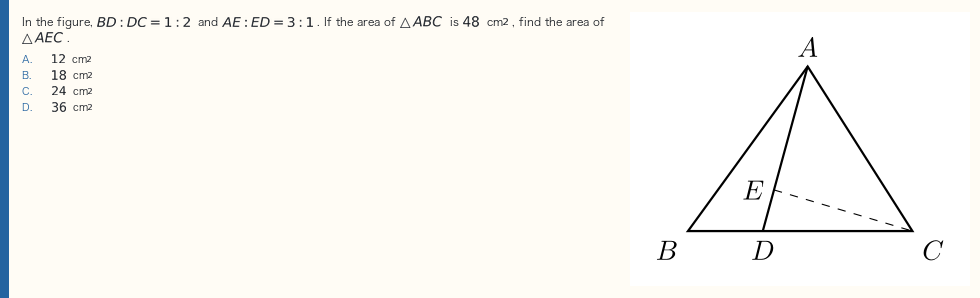 In the figure, BD : DC = 1 : 2 and AE : ED = 3 : 1. If the area of △ABC is 48 cm2, find the area of
△AEC.
A. 12 cm2
B. 18 cm2
C. 24 cm2
D. 36 cm2
A
E
B D C